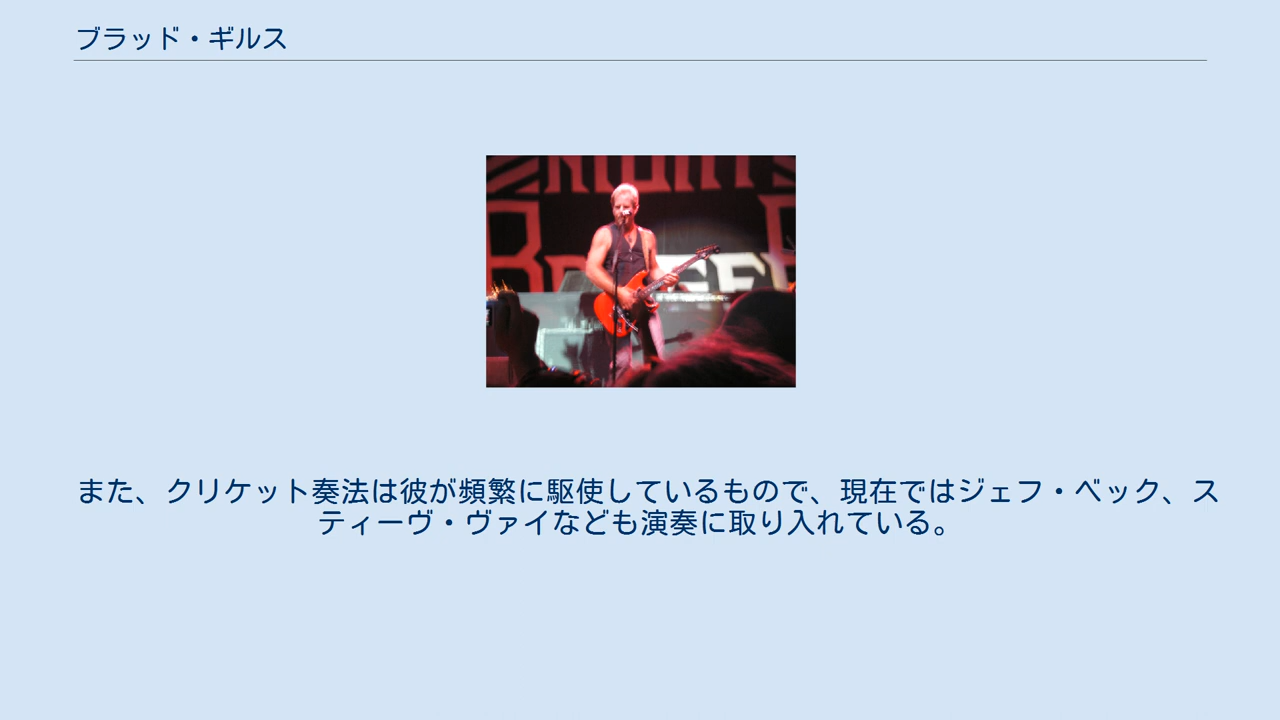 ブラッド・ギルス
また、クリケット奏法は彼が頻繁に駆使しているもので、現在ではジェフ・ベック、ス
ティーヴ・ヴァイなども演奏に取り入れている。